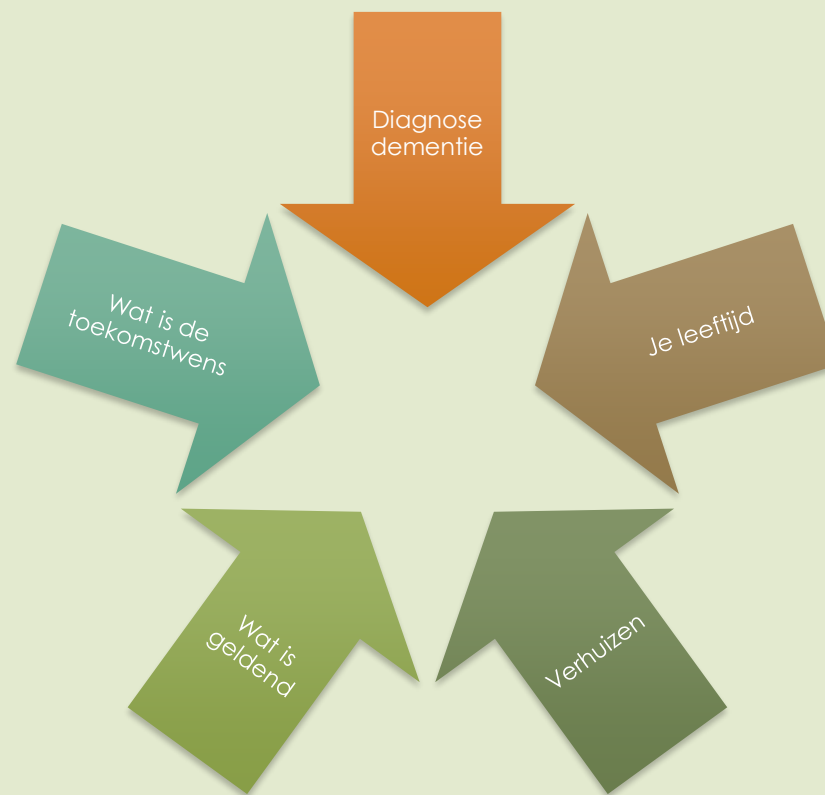 Diagnose
dementie
Je leeftijd
Verhuizen
Wat is
geldend
Wat is de
toekomstwens